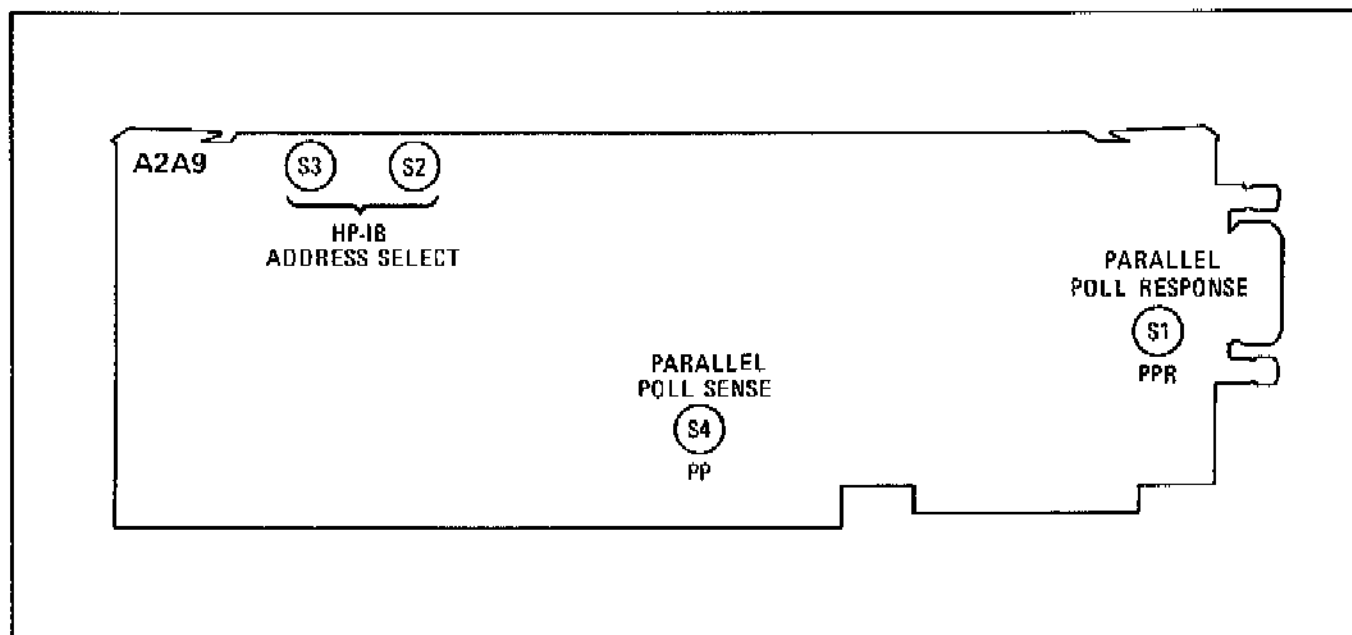 A2A9
S3
S2
HP-IB
ADDRESS SELECT
PARALLEL
POLL RESPONSE
S1
PPR
PARALLEL
POLL SENSE
S4
PP